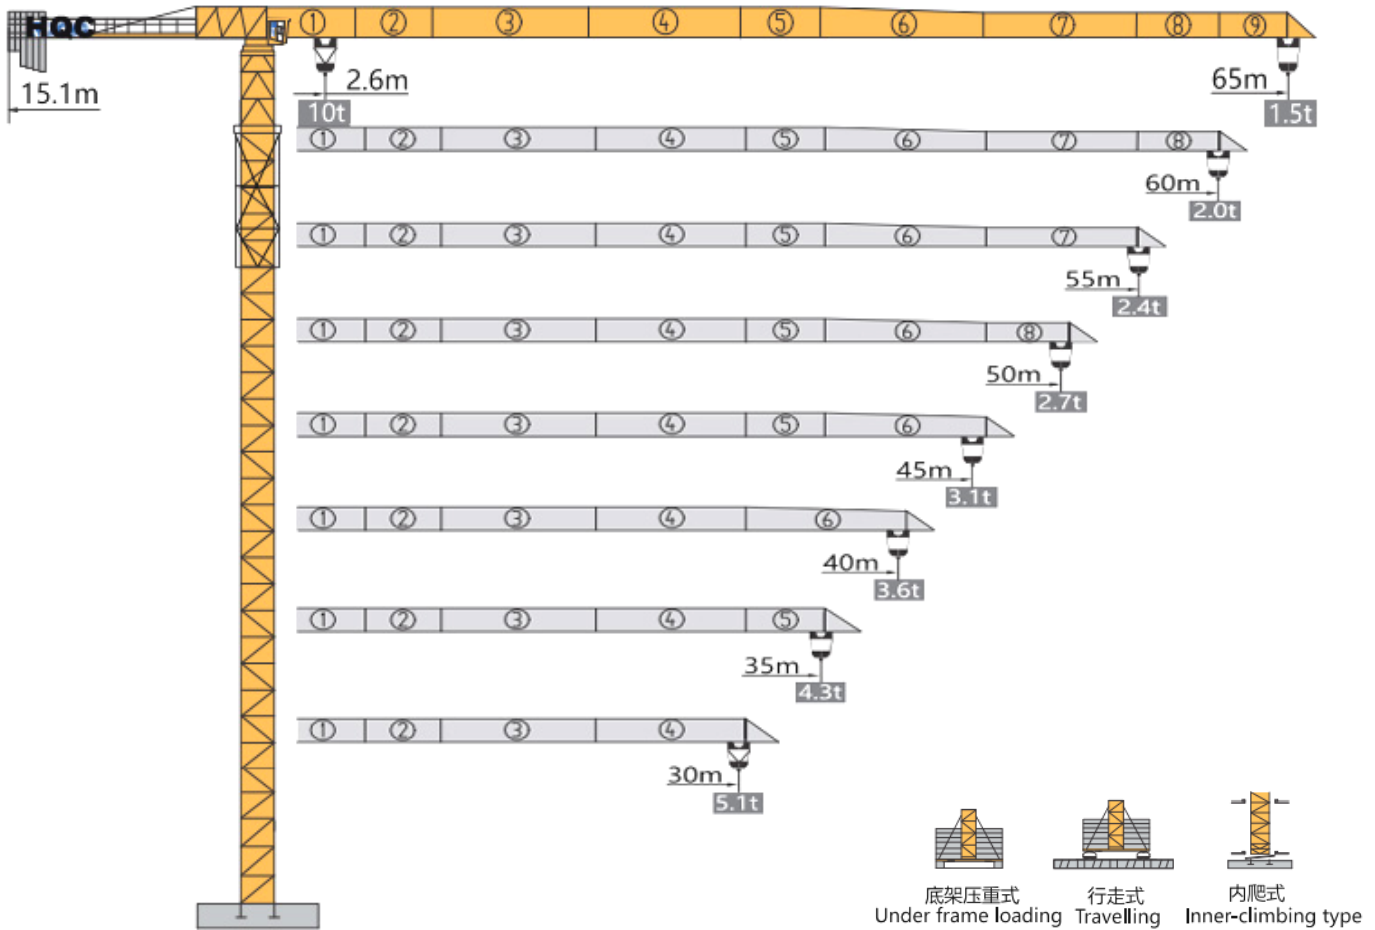 HQC
① ② ③ ④ ⑤ ⑥ ⑦ ⑧ ⑨
15.1m
2.6m
65m
10t
1.5t
① ② ③ ④ ⑤ ⑥ ⑦ ⑧
60m
2.0t
① ② ③ ④ ⑤ ⑥ ⑦
55m
2.4t
① ② ③ ④ ⑤ ⑥ ⑧
50m
2.7t
① ② ③ ④ ⑤ ⑥
45m
3.1t
① ② ③ ④ ⑥
40m
3.6t
① ② ③ ④ ⑤
35m
4.3t
① ② ③ ④
30m
5.1t
底架压重式
Under frame loading
行走式
Travelling
内爬式
Inner-climbing type